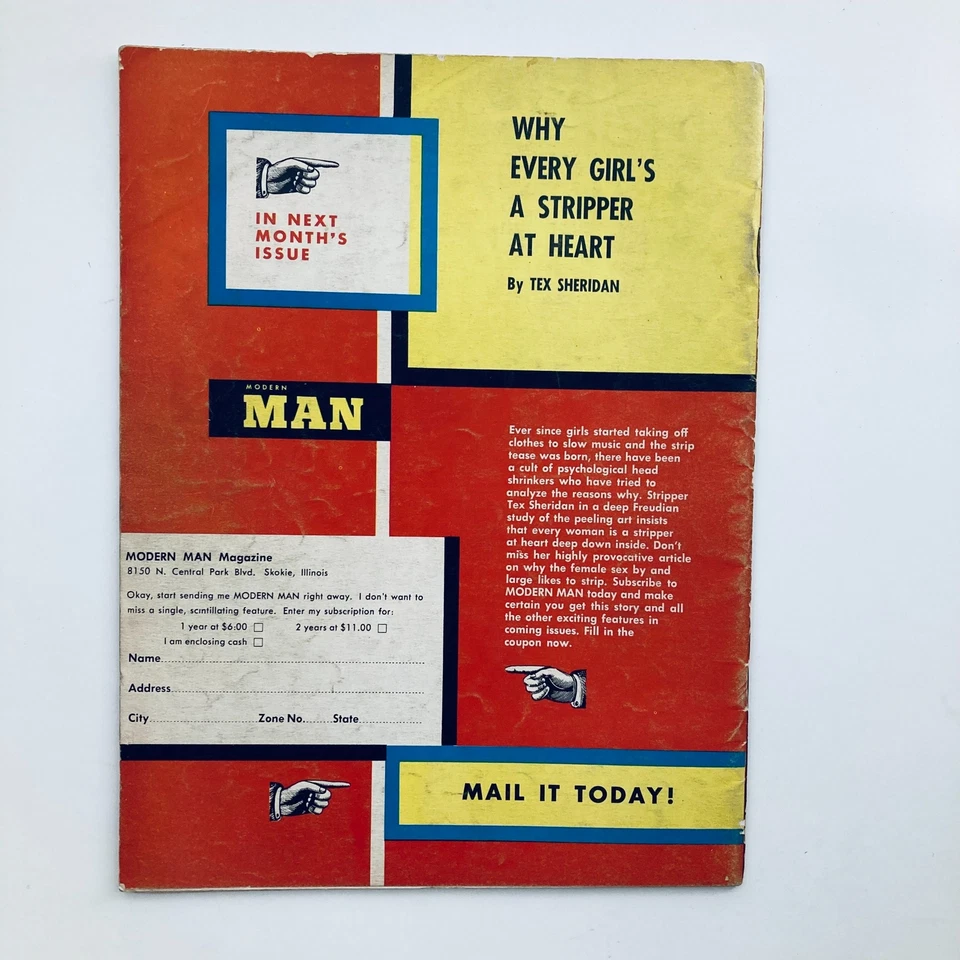 IN NEXT
MONTH'S
ISSUE
WHY
EVERY GIRL'S
A STRIPPER
AT HEART
By TEX SHERIDAN
MODERN
MAN
Ever since girls started taking off
clothes to slow music and the strip
tease was born, there have been
a cult of psychological head
shrinkers who have tried to
analyze the reasons why. Stripper
Tex Sheridan in a deep Freudian
study of the peeling art insists
that every woman is a stripper
at heart deep down inside. Don't
miss her highly provocative article
on why the female sex by and
large likes to strip. Subscribe to
MODERN MAN today and make
certain you get this story and all
the other exciting features in
coming issues. Fill in the
coupon now.
MODERN MAN Magazine
8150 N. Central Park Blvd. Skokie, Illinois
Okay, start sending me MODERN MAN right away. I don't want to
miss a single, scintillating feature. Enter my subscription for:
1 year at $6:00 □ 2 years at $11.00 □
I am enclosing cash □
Name
Address
City Zone No. State
MAIL IT TODAY!